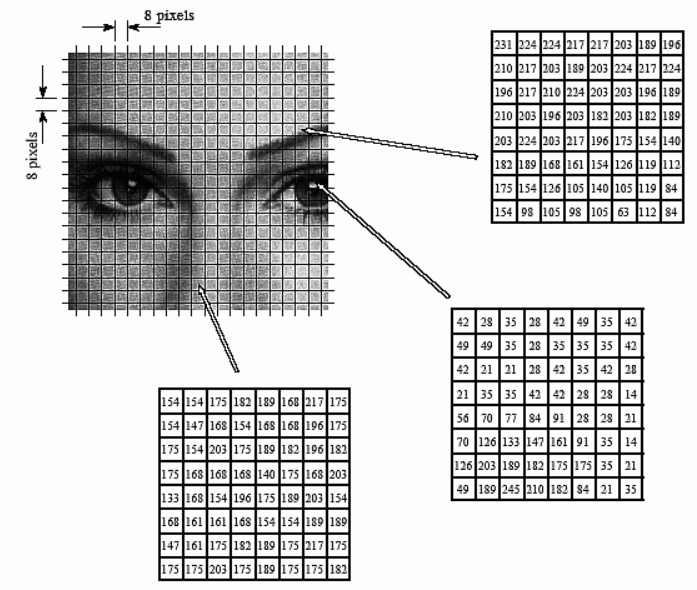 8 pixels
8 pixels
231 224 224 217 217 203 189 196
210 217 203 189 203 224 217 224
196 217 210 224 203 203 196 189
210 203 196 203 182 203 182 189
203 224 203 217 196 175 154 140
182 189 168 161 154 126 119 112
175 154 126 105 140 105 119 84
154 98 105 98 105 63 112 84
42 28 35 28 42 49 35 42
49 49 35 28 35 35 35 42
42 21 21 28 42 35 42 28
21 35 35 42 42 28 28 14
56 70 77 84 91 28 28 21
70 126 133 147 161 91 35 14
126 203 189 182 175 175 35 21
49 189 245 210 182 84 21 35
154 154 175 182 189 168 217 175
154 147 168 154 168 168 196 175
175 154 203 175 189 182 196 182
175 168 168 168 140 175 168 203
133 168 154 196 175 189 203 154
168 161 161 168 154 154 189 189
147 161 175 182 189 175 217 175
175 175 203 175 189 175 175 182